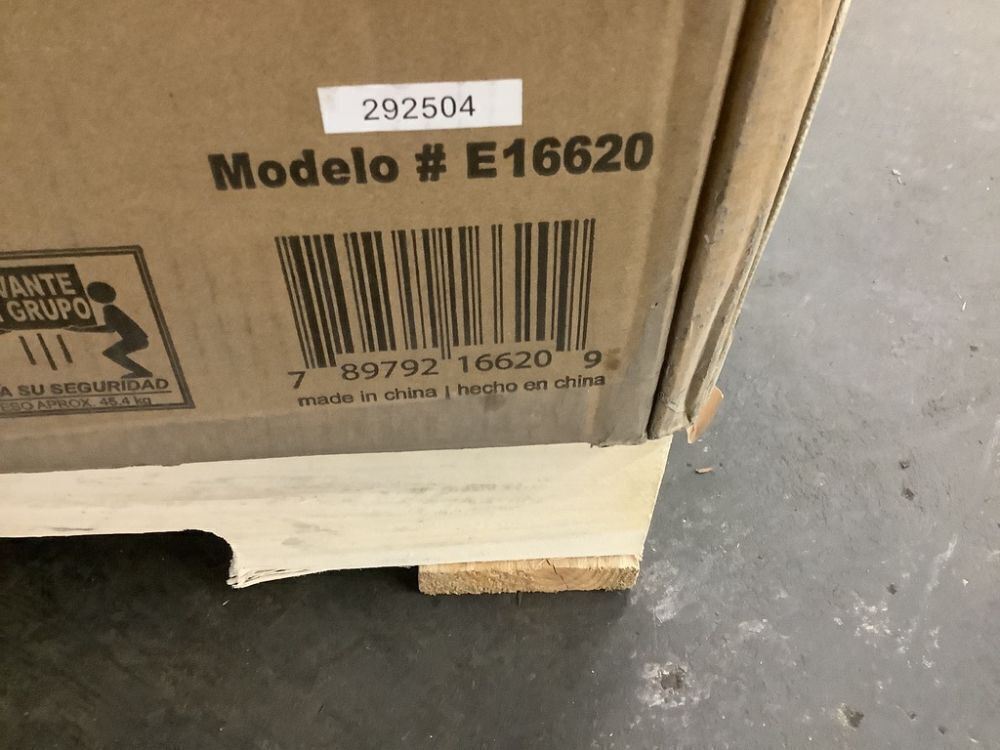 292504
Modelo # E16620
VANTE
GRUPO
A SU SEGURIDAD
PESO APROX. 45.4 kg
7 89792 16620 9
made in china | hecho en china